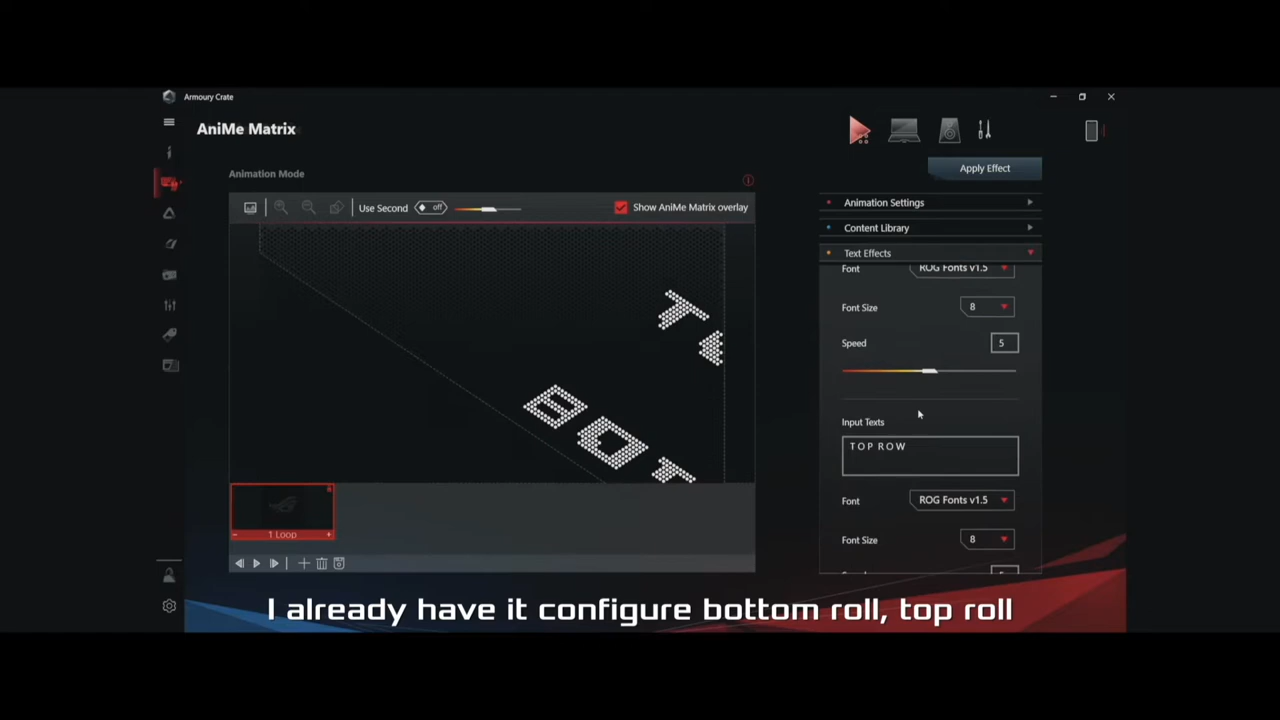 Armoury Crate
AniMe Matrix
Animation Mode
Apply Effect
Use Second
off
Show AniMe Matrix overlay
Animation Settings
Content Library
Text Effects
Font
ROG Fonts v1.5
Font Size
8
Speed
5
Input Texts
TOP ROW
Font
ROG Fonts v1.5
Font Size
8
BOT
- 1 Loop +
I already have it configure bottom roll, top roll